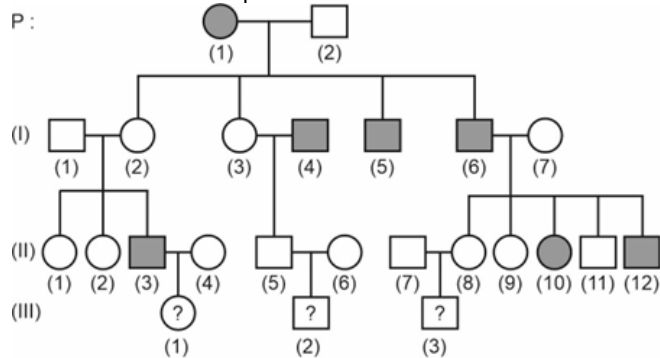 P :
(1) (2)
(I)
(1) (2) (3) (4) (5) (6) (7)
(II)
(1) (2) (3) (4) (5) (6) (7) (8) (9) (10) (11) (12)
(III)
? ? ?
(1) (2) (3)